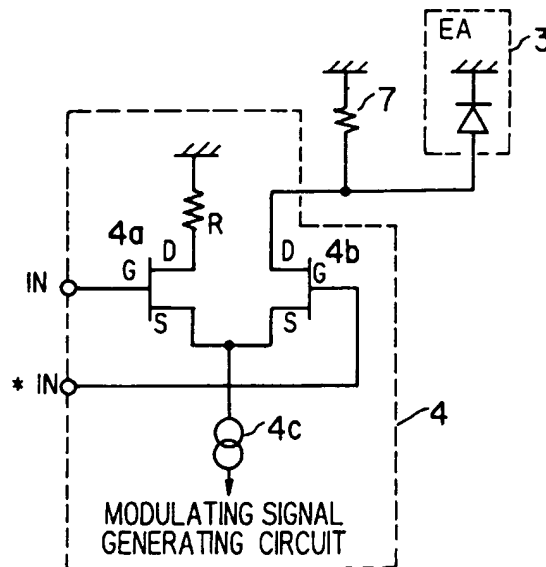 EA
3
7
R
4a
D
G
S
D
4b
G
S
IN
* IN
4c
4
MODULATING SIGNAL
GENERATING CIRCUIT